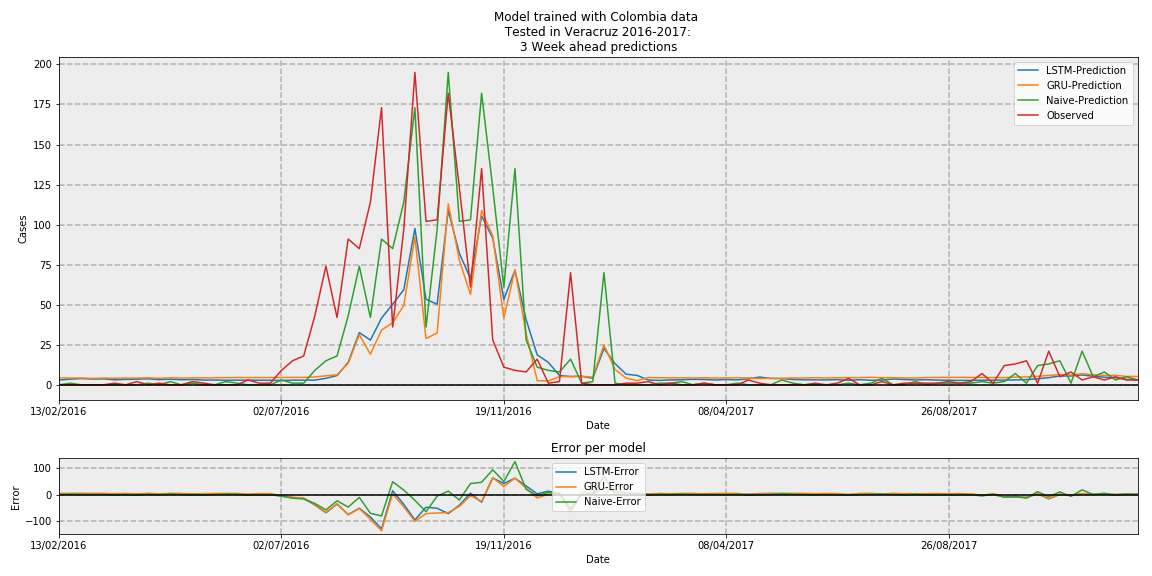 Model trained with Colombia data
Tested in Veracruz 2016-2017:
3 Week ahead predictions
200
175
150
125
100
75
50
25
0
Cases
LSTM-Prediction
GRU-Prediction
Naive-Prediction
Observed
13/02/2016
02/07/2016
19/11/2016
08/04/2017
26/08/2017
Date
Error per model
100
0
−100
Error
LSTM-Error
GRU-Error
Naive-Error
13/02/2016
02/07/2016
19/11/2016
08/04/2017
26/08/2017
Date